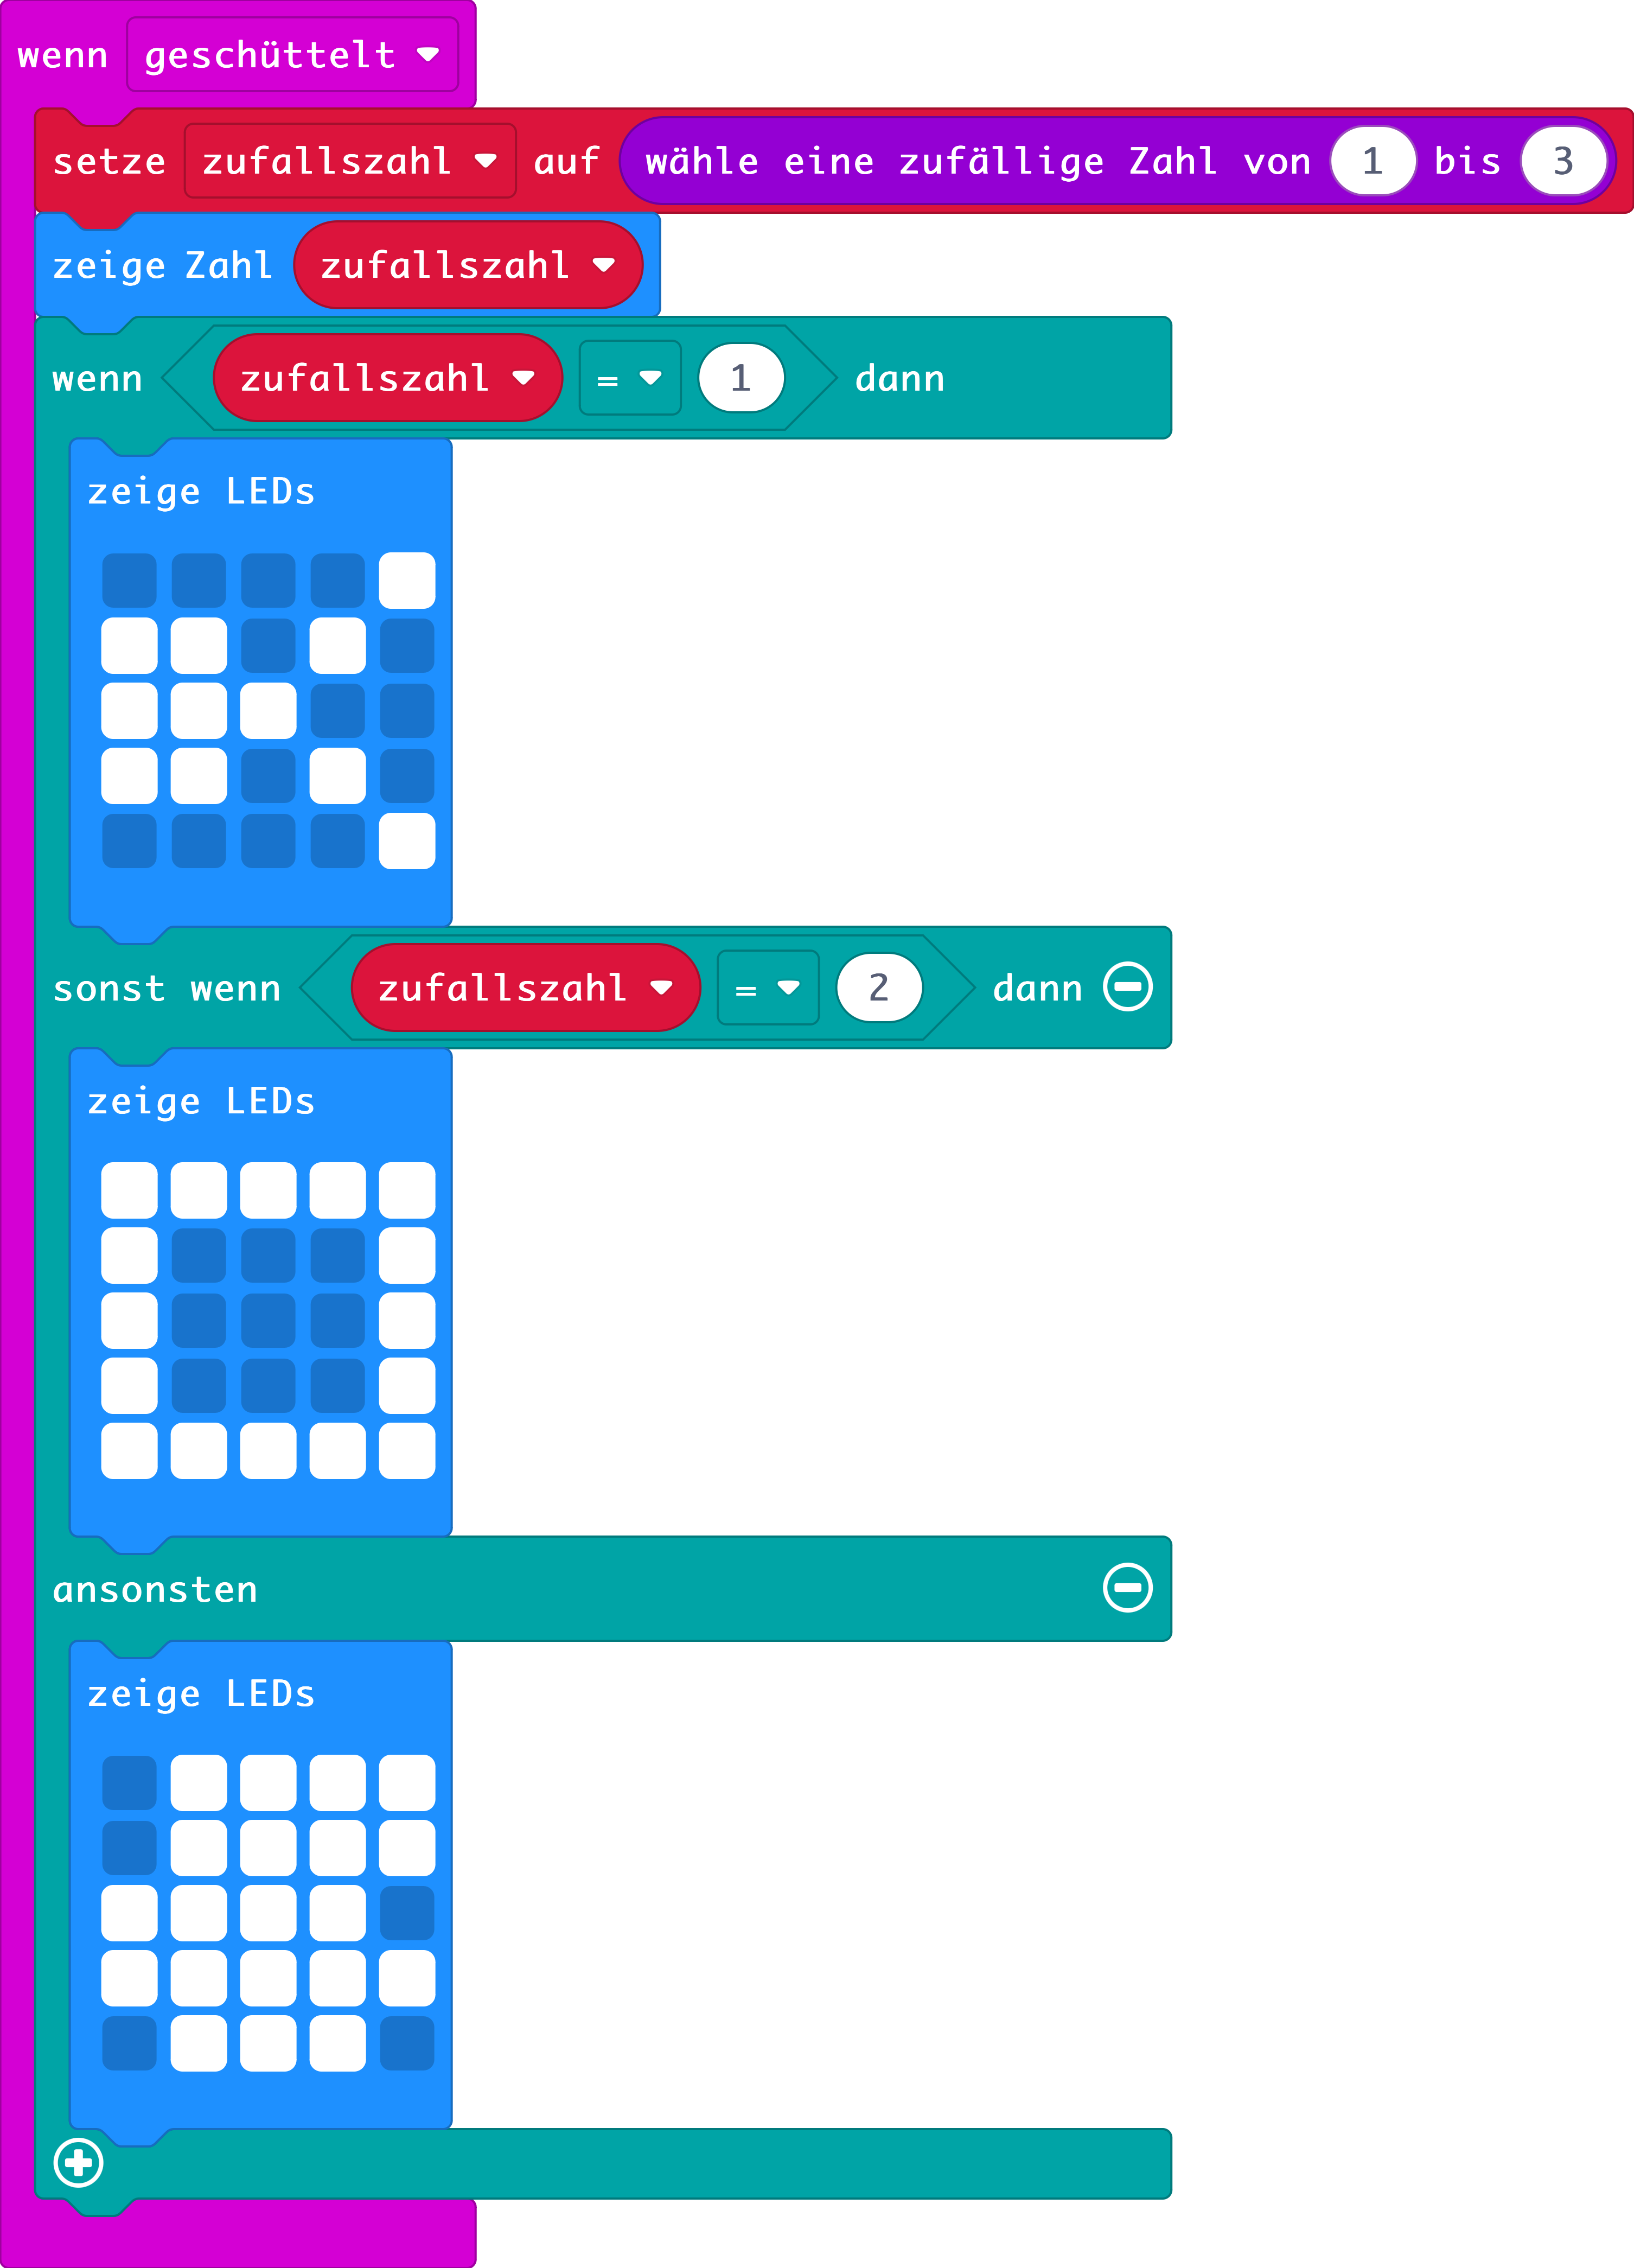 wenn geschüttelt
setze zufallszahl auf wähle eine zufällige Zahl von 1 bis 3
zeige Zahl zufallszahl
wenn zufallszahl = 1 dann
zeige LEDs
sonst wenn zufallszahl = 2 dann
zeige LEDs
ansonsten
zeige LEDs